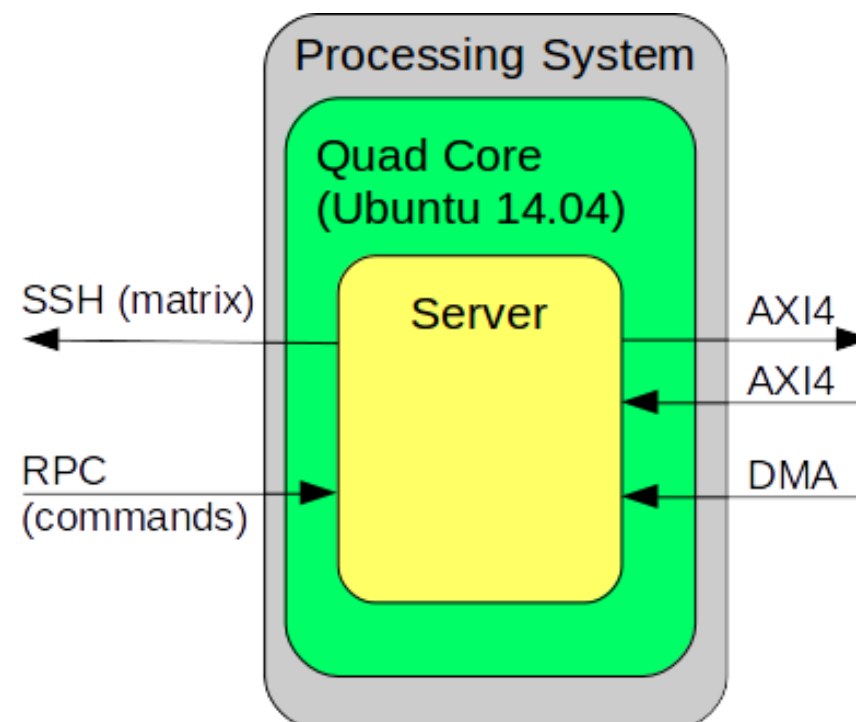 Processing System
Quad Core
(Ubuntu 14.04)
Server
SSH (matrix)
RPC
(commands)
AXI4
AXI4
DMA